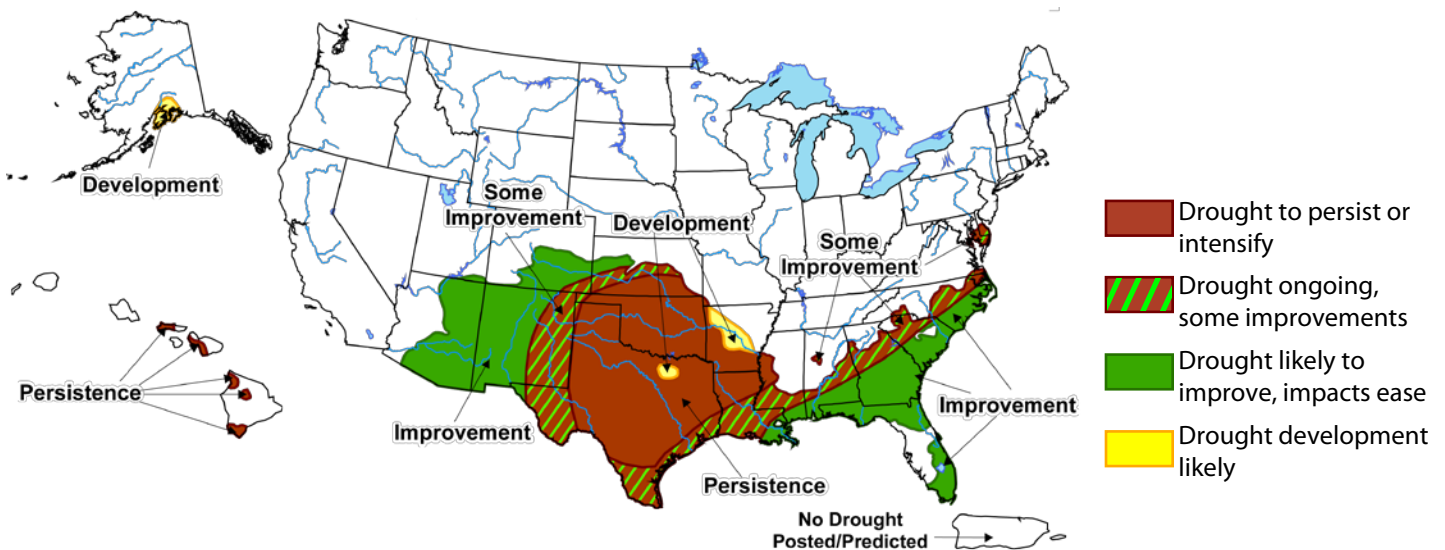 Development
Some
Improvement
Development
Some
Improvement
Persistence
Improvement
Improvement
Persistence
No Drought
Posted/Predicted
Drought to persist or
intensify
Drought ongoing,
some improvements
Drought likely to
improve, impacts ease
Drought development
likely